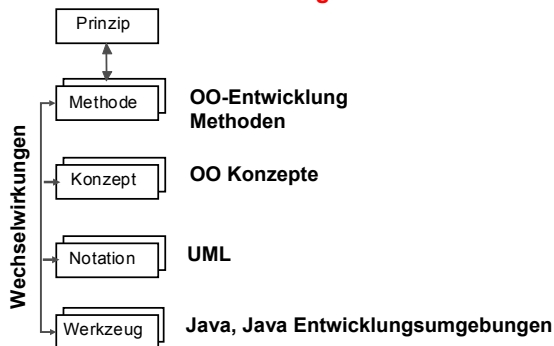 g
Prinzip
Methode
OO-Entwicklung
Methoden
Konzept
OO Konzepte
Notation
UML
Werkzeug
Java, Java Entwicklungsumgebungen
Wechselwirkungen